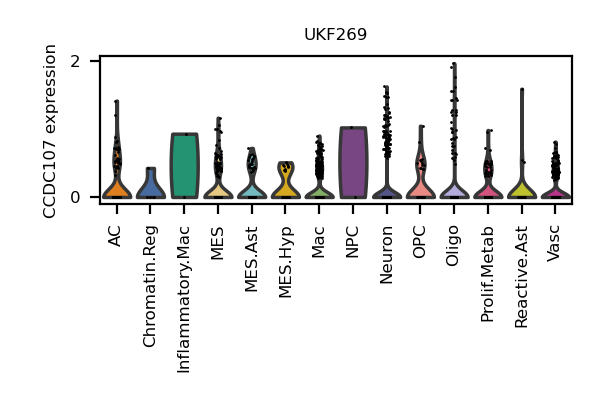 UKF269
CCDC107 expression
2
0
AC
Chromatin.Reg
Inflammatory.Mac
MES
MES.Ast
MES.Hyp
Mac
NPC
Neuron
OPC
Oligo
Prolif.Metab
Reactive.Ast
Vasc